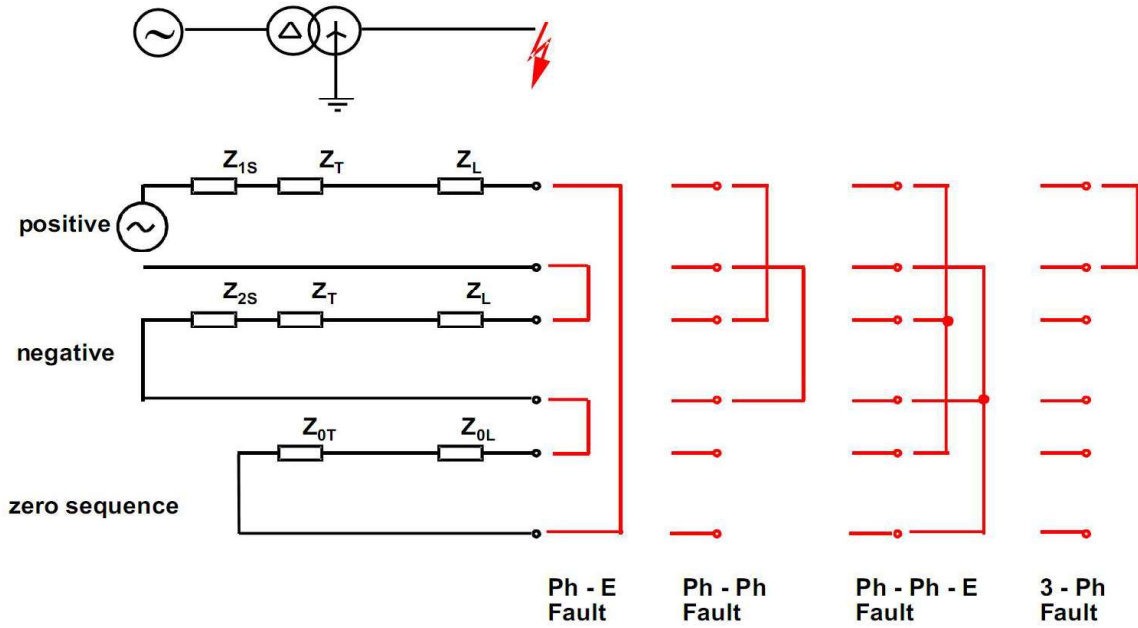 Z1S ZT ZL
positive
Z2S ZT ZL
negative
Z0T Z0L
zero sequence
Ph - E Fault
Ph - Ph Fault
Ph - Ph - E Fault
3 - Ph Fault